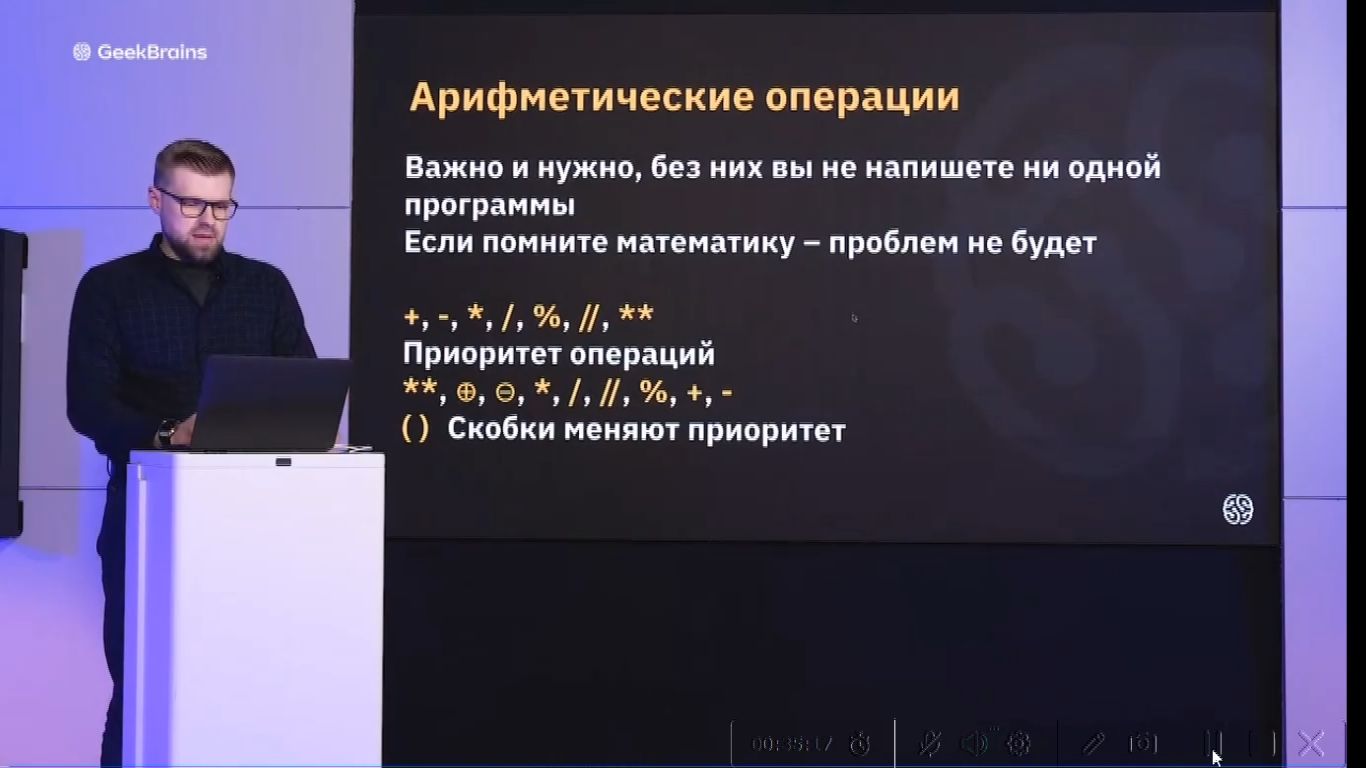 GeekBrains
Арифметические операции
Важно и нужно, без них вы не напишете ни одной
программы
Если помните математику – проблем не будет
+, -, *, /, %, //, **
Приоритет операций
**, ⊕, ⊖, *, /, //, %, +, -
( ) Скобки меняют приоритет
00:35:17